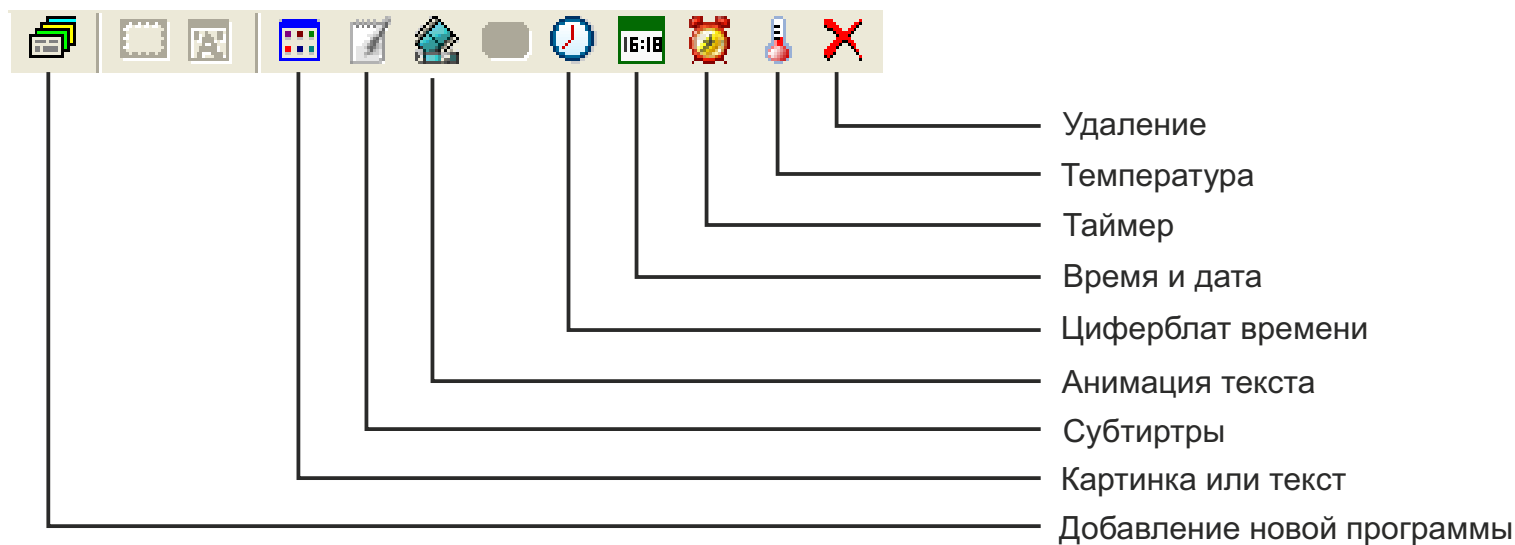 16:18
Удаление
Температура
Таймер
Время и дата
Циферблат времени
Анимация текста
Субтиртры
Картинка или текст
Добавление новой программы